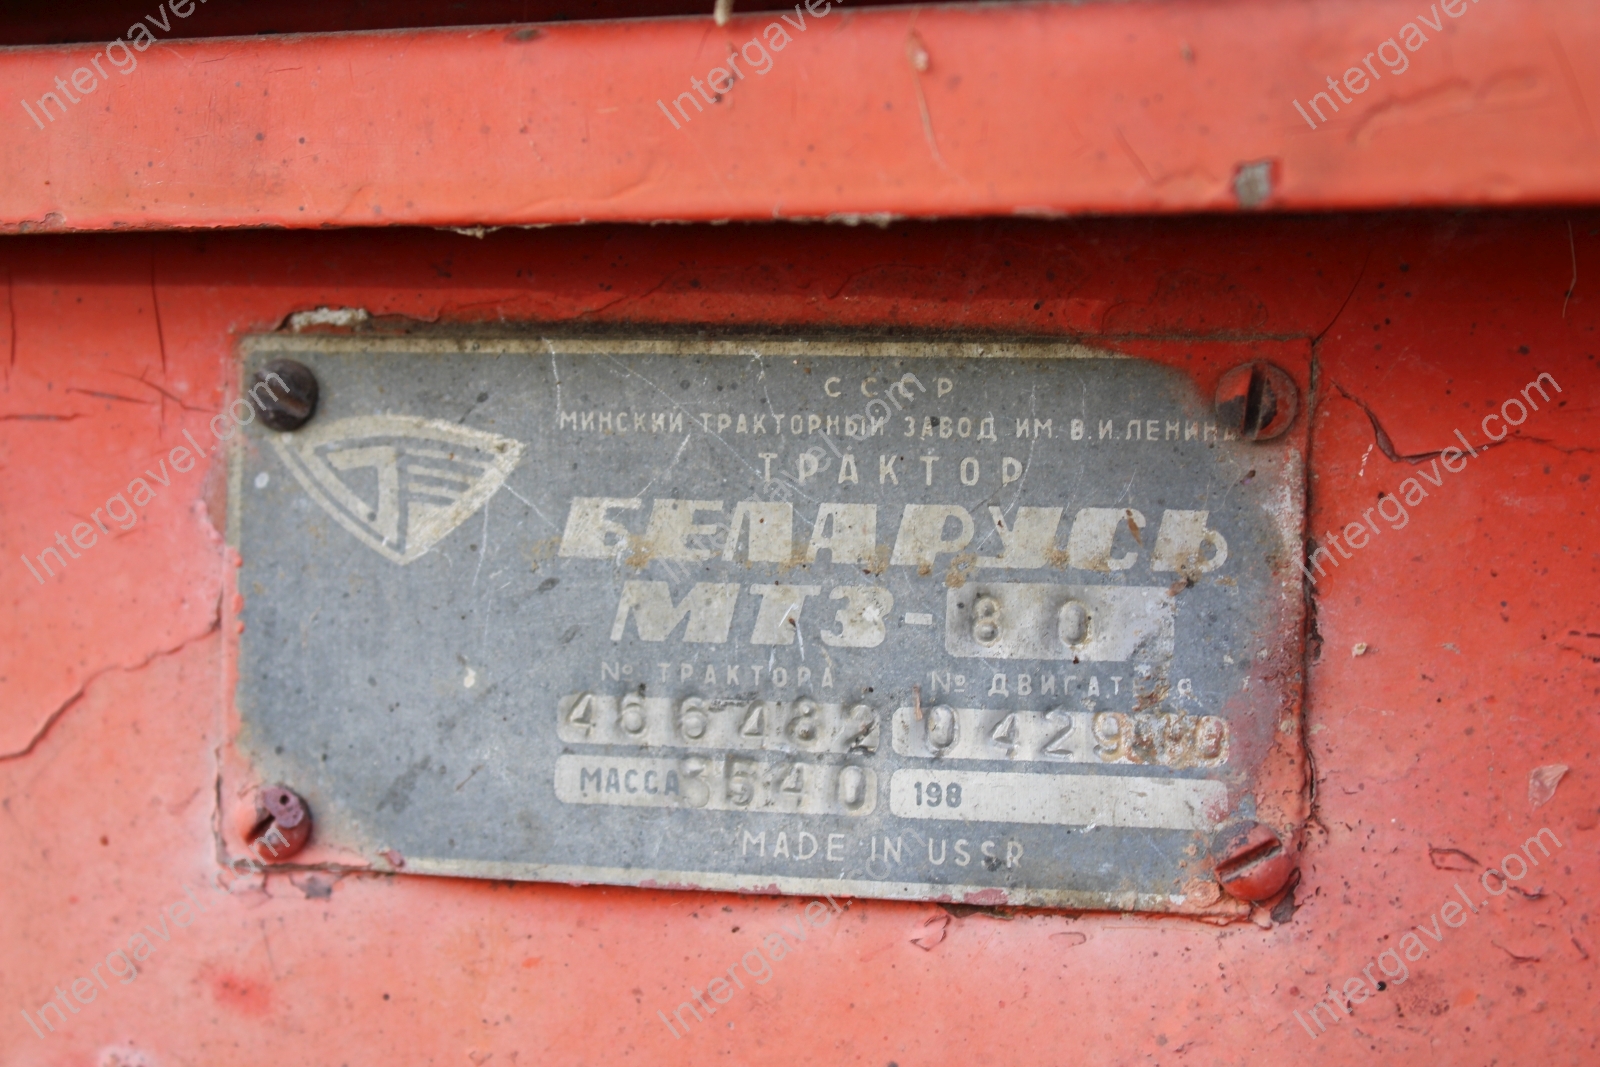 СССР
МИНСКИЙ ТРАКТОРНЫЙ ЗАВОД ИМ. В.И.ЛЕНИНА
ТРАКТОР
БЕЛАРУСЬ
МТЗ-80
№ ТРАКТОРА № ДВИГАТЕЛЯ
466482
МАССА 3540 198
MADE IN USSR
Intergavel.com